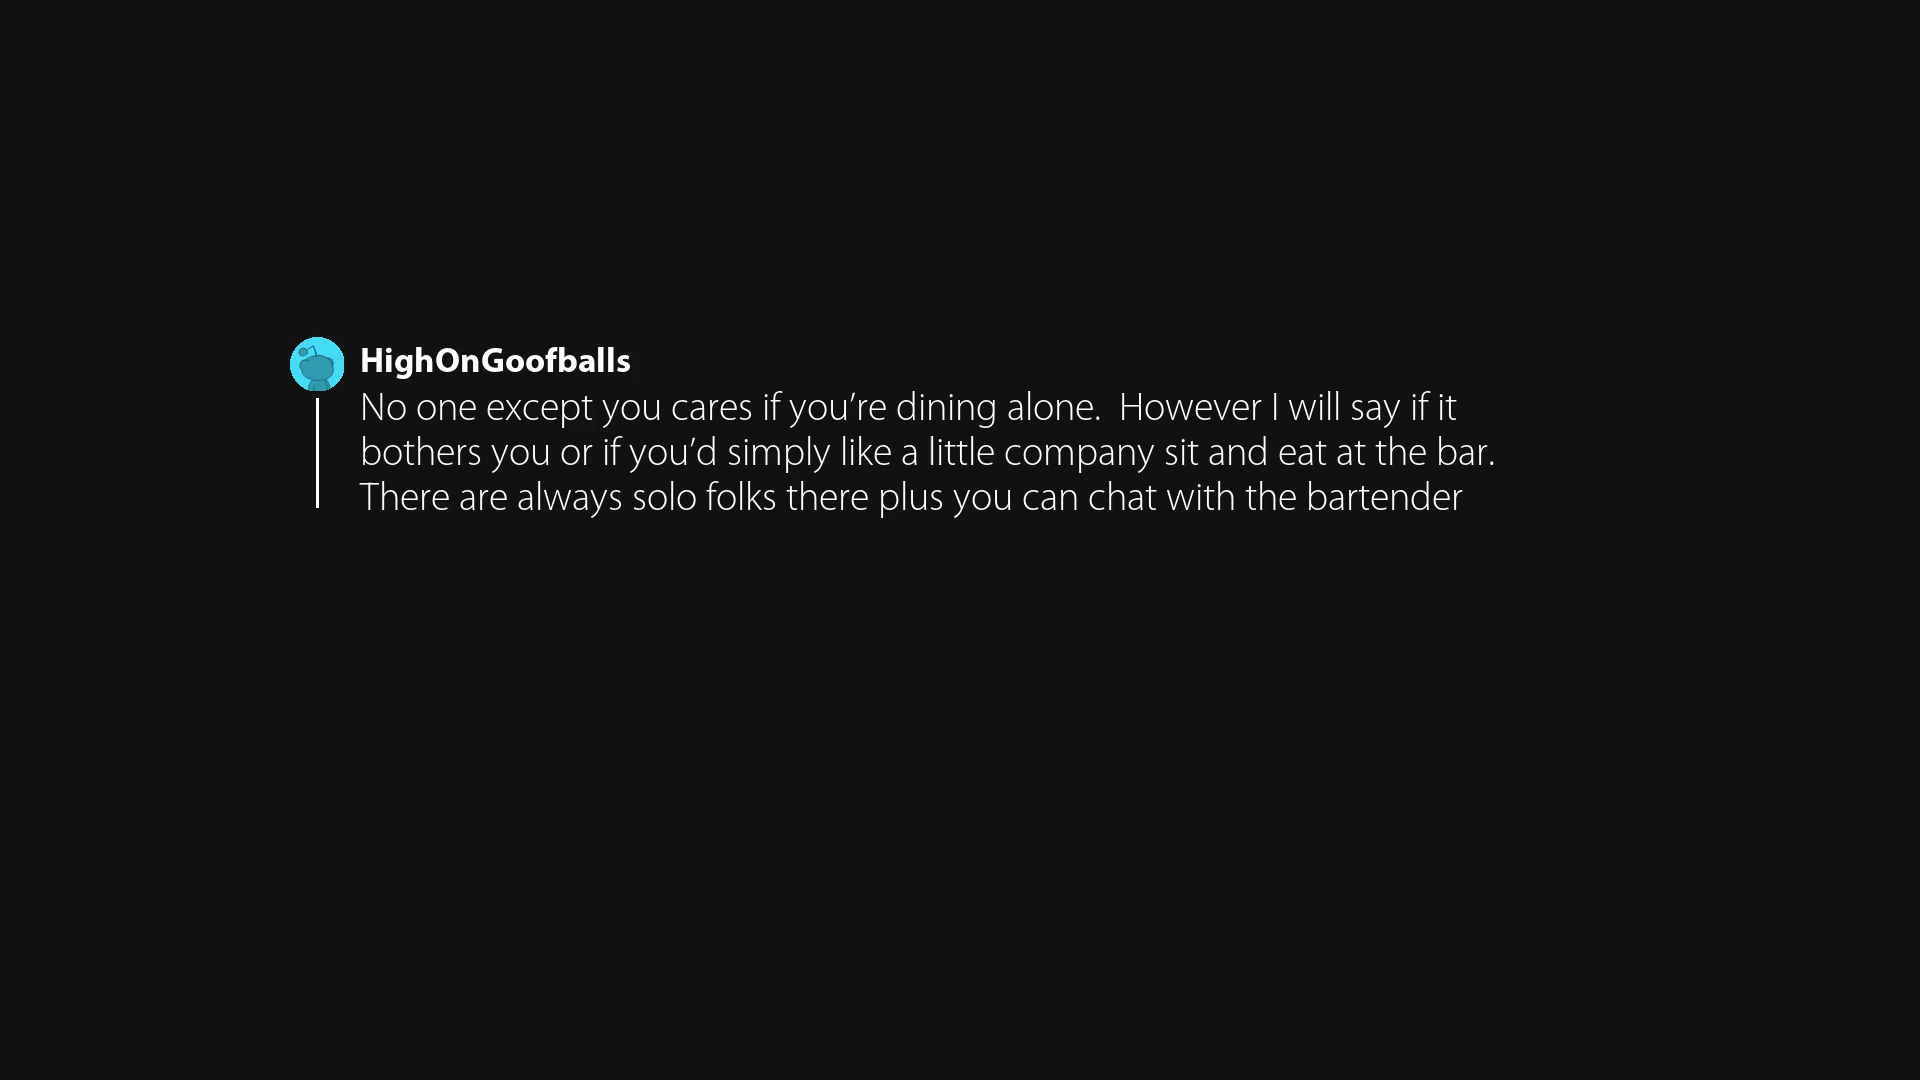 HighOnGoofballs
No one except you cares if you’re dining alone.  However I will say if it
bothers you or if you’d simply like a little company sit and eat at the bar.
There are always solo folks there plus you can chat with the bartender